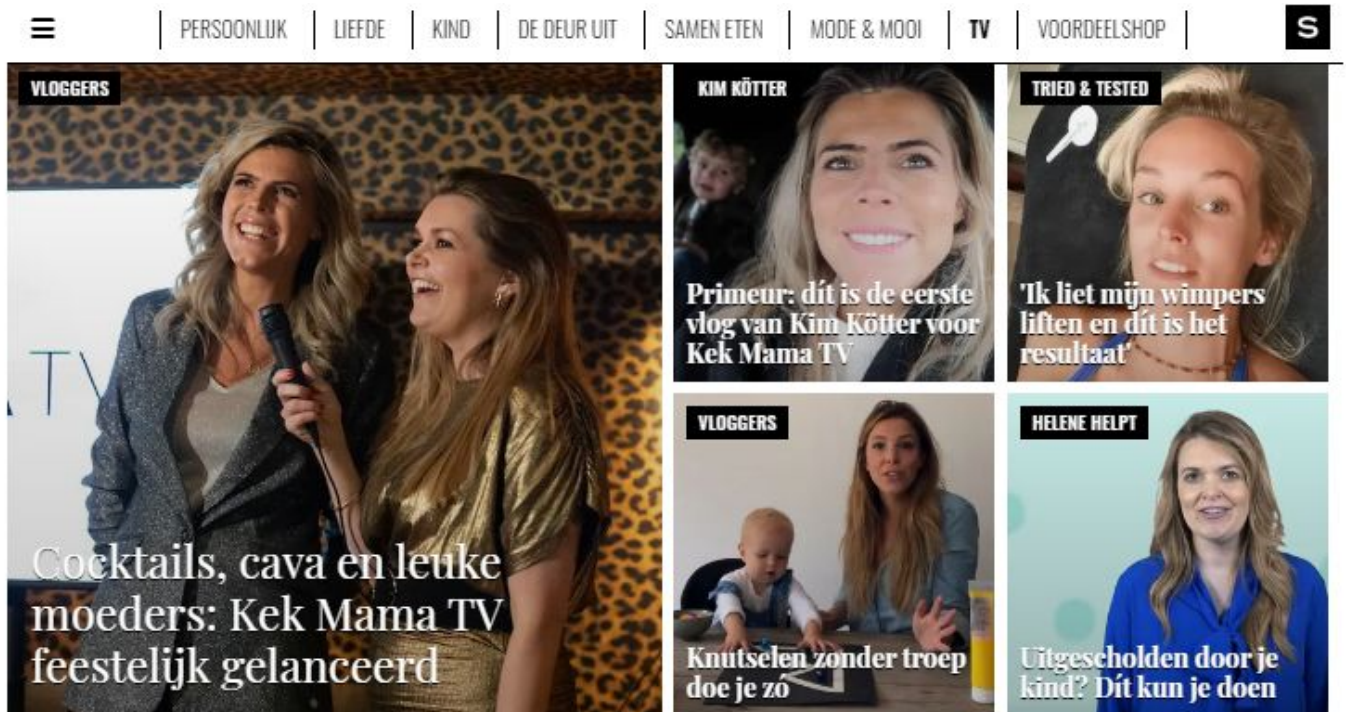 PERSOONLIJK
LIEFDE
KIND
DE DEUR UIT
SAMEN ETEN
MODE & MOOI
TV
VOORDEELSHOP
S
VLOGGERS
TV
Cocktails, cava en leuke
moeders: Kek Mama TV
feestelijk gelanceerd
KIM KÖTTER
Primeur: dít is de eerste
vlog van Kim Kötter voor
Kek Mama TV
TRIED & TESTED
'Ik liet mijn wimpers
liften en dít is het
resultaat'
VLOGGERS
Knutselen zonder troep
doe je zó
HELENE HELPT
Uitgescholden door je
kind? Dít kun je doen